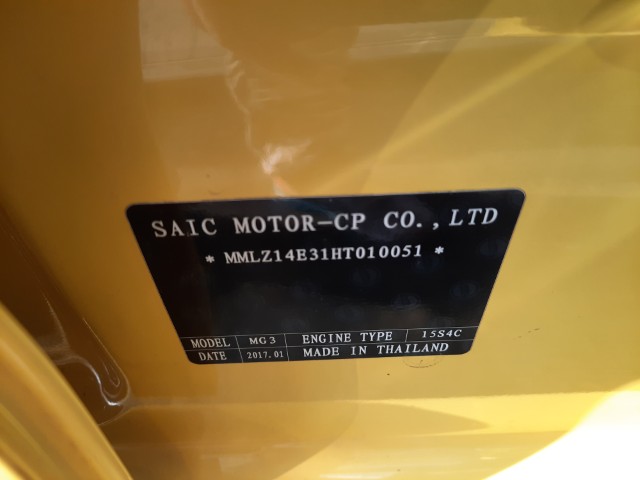 SAIC MOTOR-CP CO.,LTD
* MMLZ14E31HT010051 *
MODEL MG3 ENGINE TYPE 15S4C
DATE 2017.01 MADE IN THAILAND